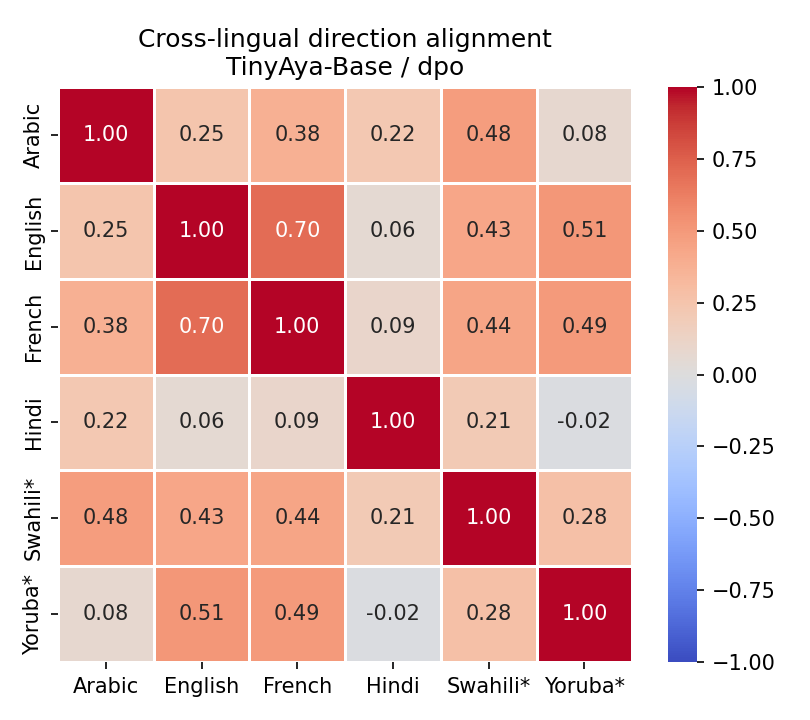 Cross-lingual direction alignment
TinyAya-Base / dpo
Arabic 1.00 0.25 0.38 0.22 0.48 0.08
English 0.25 1.00 0.70 0.06 0.43 0.51
French 0.38 0.70 1.00 0.09 0.44 0.49
Hindi 0.22 0.06 0.09 1.00 0.21 -0.02
Swahili* 0.48 0.43 0.44 0.21 1.00 0.28
Yoruba* 0.08 0.51 0.49 -0.02 0.28 1.00
Arabic English French Hindi Swahili* Yoruba*
1.00
0.75
0.50
0.25
0.00
−0.25
−0.50
−0.75
−1.00